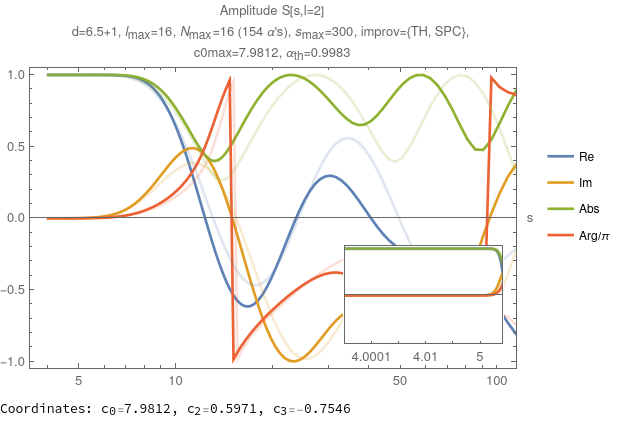 Amplitude S[s,l=2]
d=6.5+1, lmax=16, Nmax=16 (154 α's), smax=300, improv={TH, SPC},
c0max=7.9812, αth=0.9983
1.0
0.5
0.0
−0.5
−1.0
s
Re
Im
Abs
Arg/π
4.0001 4.01 5
5 10 50 100
Coordinates: c0=7.9812, c2=0.5971, c3=-0.7546